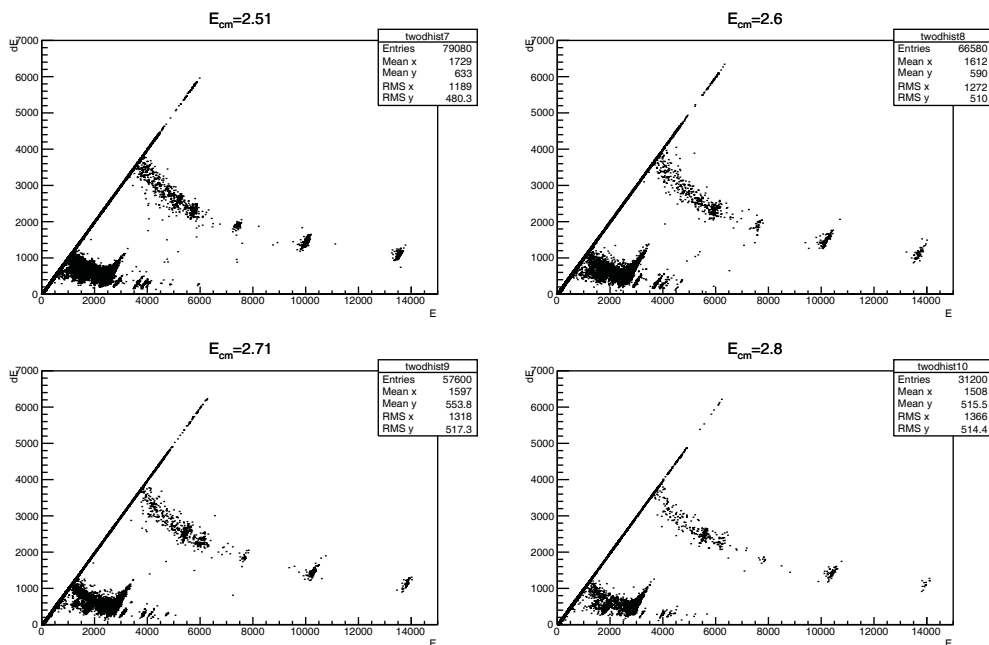 E_cm=2.51
twodhist7
Entries 79080
Mean x 1729
Mean y 633
RMS x 1189
RMS y 480.3
dE
7000
6000
5000
4000
3000
2000
1000
0
0 2000 4000 6000 8000 10000 12000 14000
E
E_cm=2.6
twodhist8
Entries 66580
Mean x 1612
Mean y 590
RMS x 1272
RMS y 510
dE
7000
6000
5000
4000
3000
2000
1000
0
0 2000 4000 6000 8000 10000 12000 14000
E
E_cm=2.71
twodhist9
Entries 57600
Mean x 1597
Mean y 553.8
RMS x 1318
RMS y 517.3
dE
7000
6000
5000
4000
3000
2000
1000
0
0 2000 4000 6000 8000 10000 12000 14000
E
E_cm=2.8
twodhist10
Entries 31200
Mean x 1508
Mean y 515.5
RMS x 1366
RMS y 514.4
dE
7000
6000
5000
4000
3000
2000
1000
0
0 2000 4000 6000 8000 10000 12000 14000
E